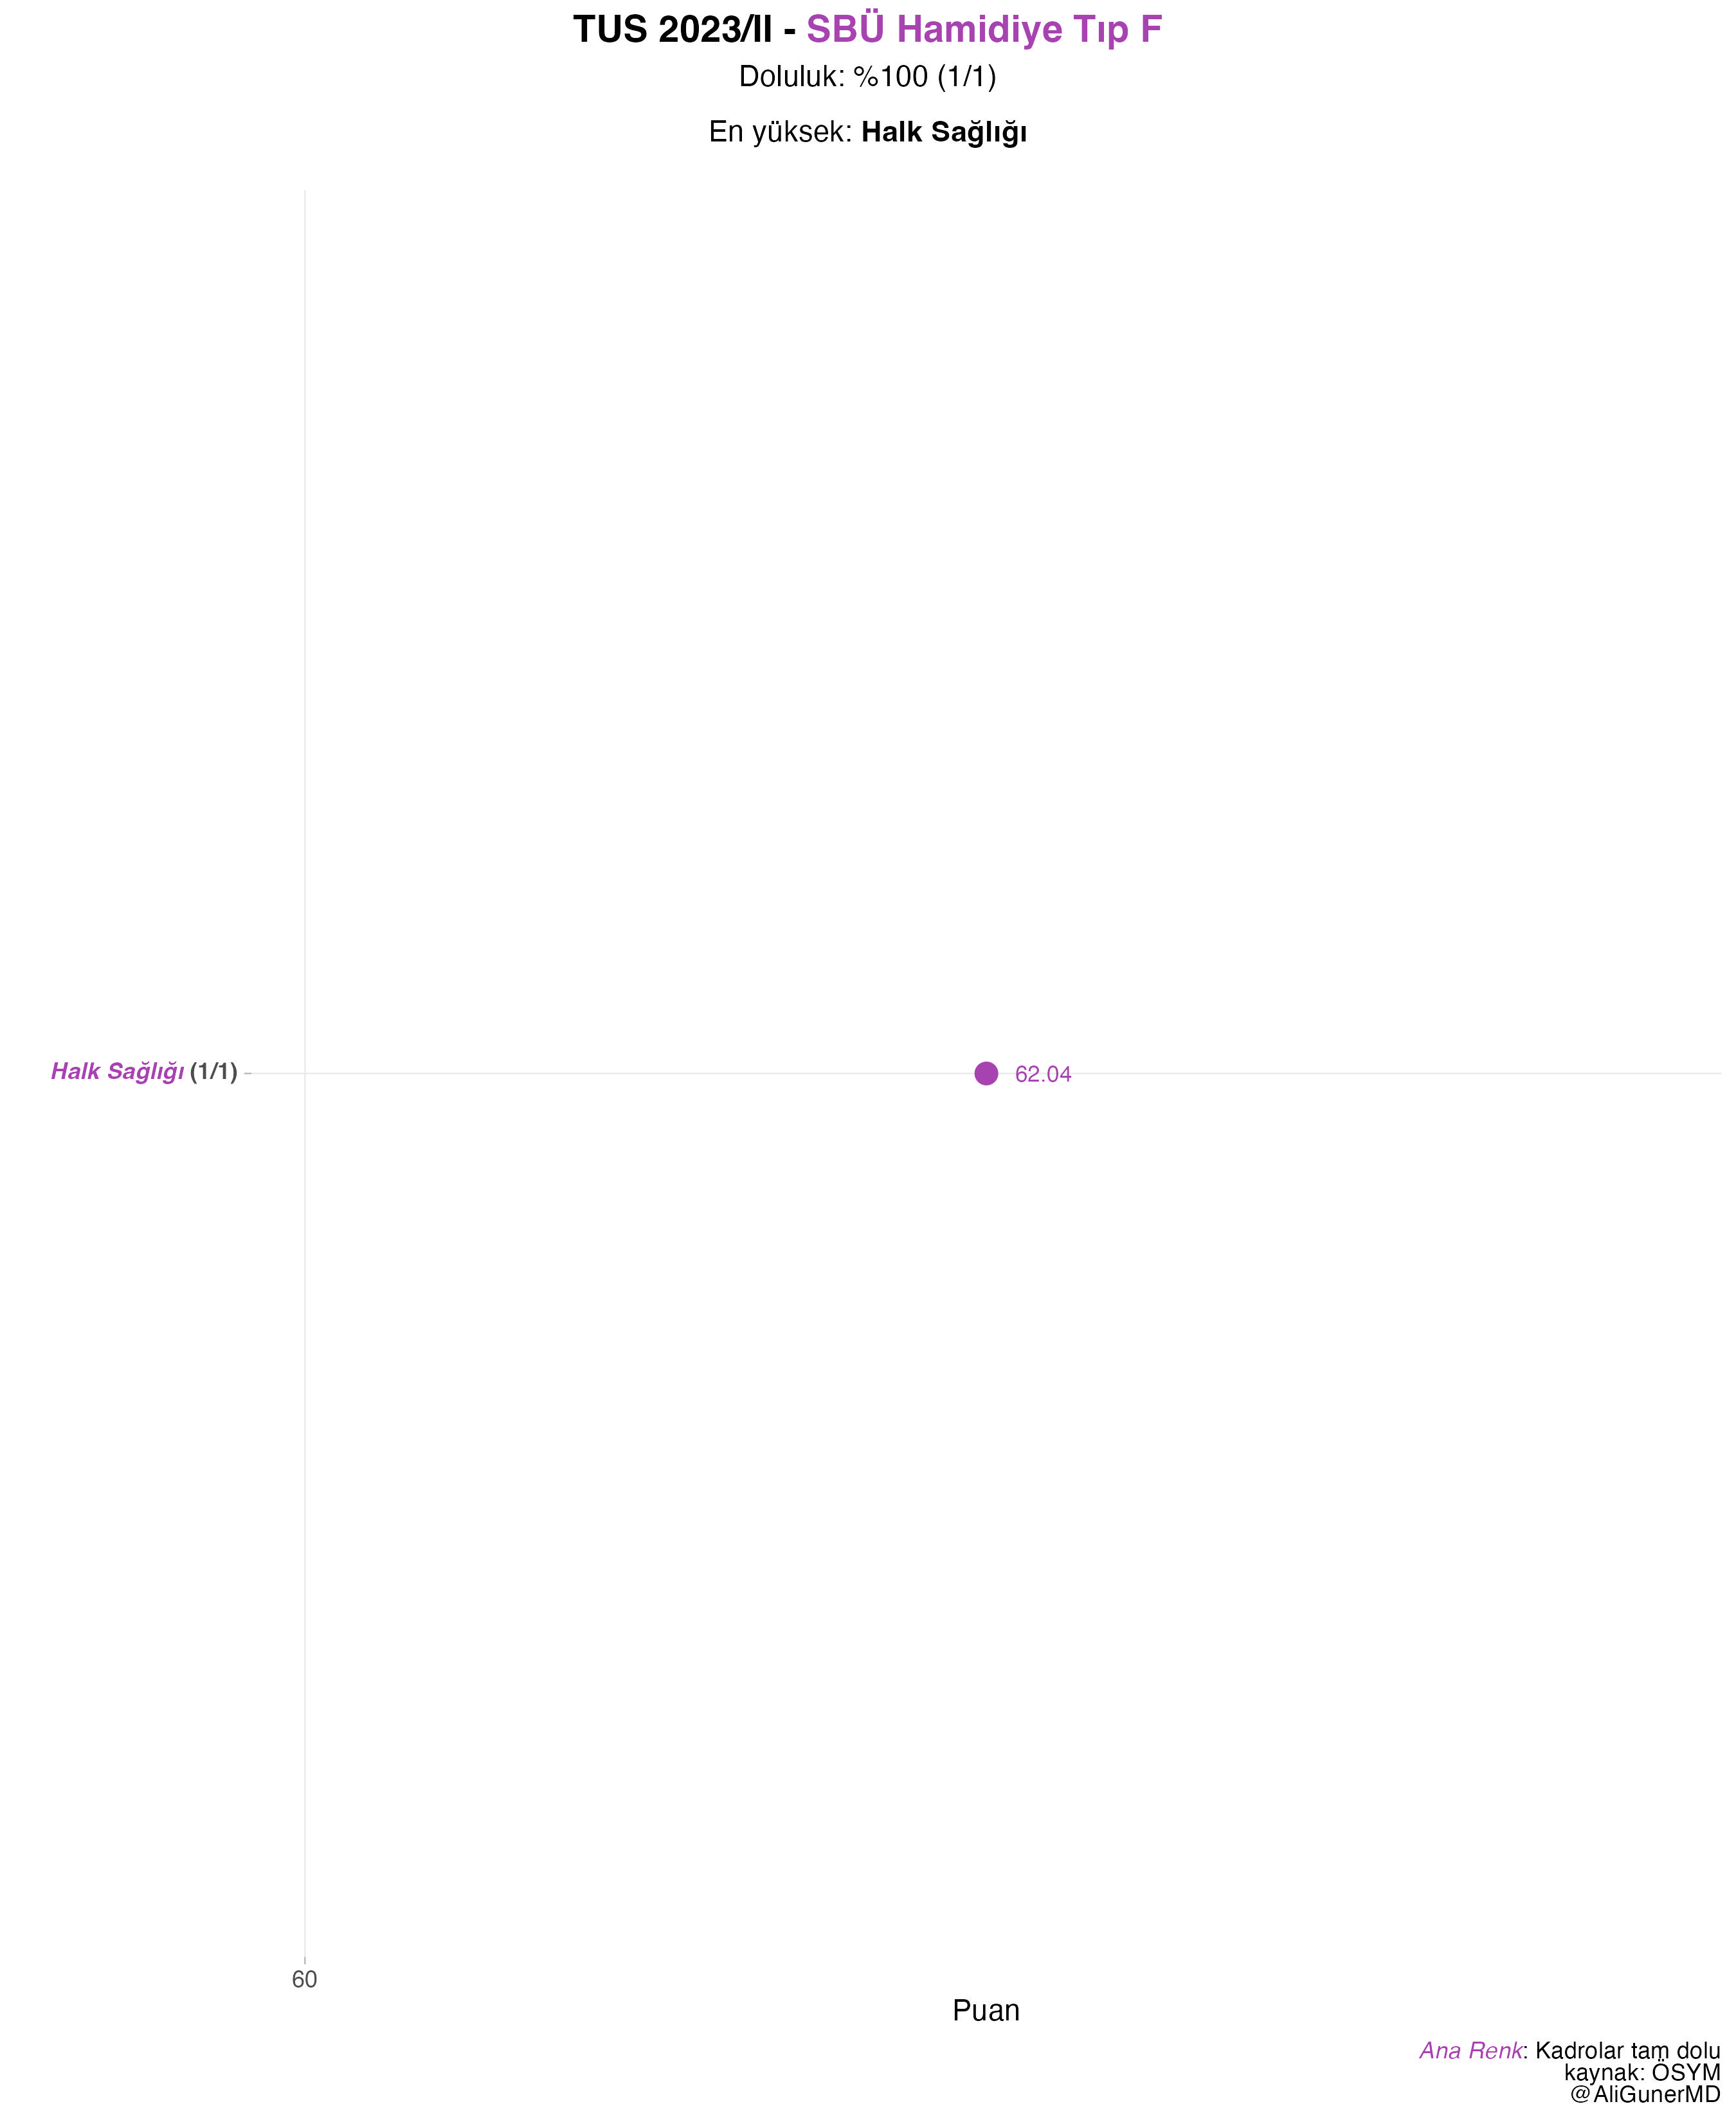 TUS 2023/II - SBÜ Hamidiye Tıp F
Doluluk: %100 (1/1)
En yüksek: Halk Sağlığı
Halk Sağlığı (1/1)
62.04
60
Puan
Ana Renk: Kadrolar tam dolu
kaynak: ÖSYM
@AliGunerMD